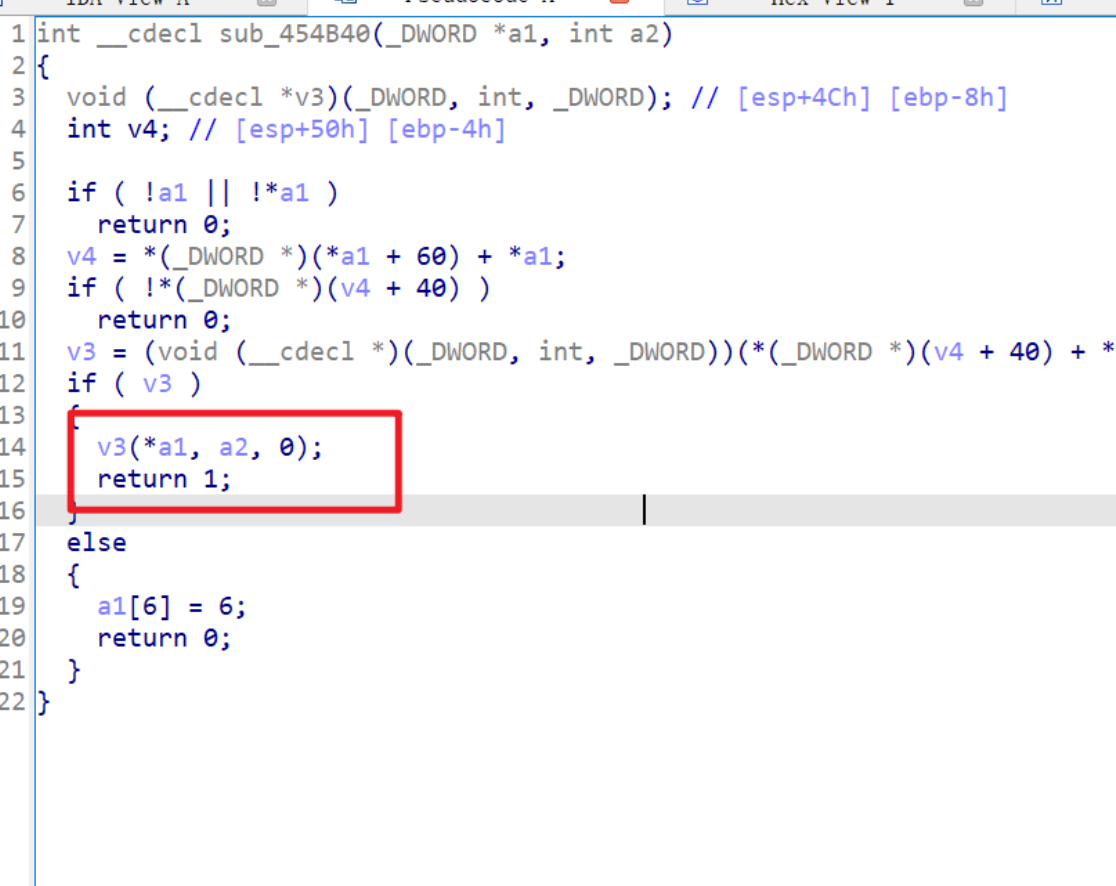 IDA View-A
Pseudocode-A
Hex View-1
1 int __cdecl sub_454B40(_DWORD *a1, int a2)
2 {
3 void (__cdecl *v3)(_DWORD, int, _DWORD); // [esp+4Ch] [ebp-8h]
4 int v4; // [esp+50h] [ebp-4h]
5
6 if ( !a1 || !*a1 )
7 return 0;
8 v4 = *(_DWORD *)(*a1 + 60) + *a1;
9 if ( !*(_DWORD *)(v4 + 40) )
10 return 0;
11 v3 = (void (__cdecl *)(_DWORD, int, _DWORD))(*(_DWORD *)(v4 + 40) + *
12 if ( v3 )
13 {
14 v3(*a1, a2, 0);
15 return 1;
16 }
17 else
18 {
19 a1[6] = 6;
20 return 0;
21 }
22 }